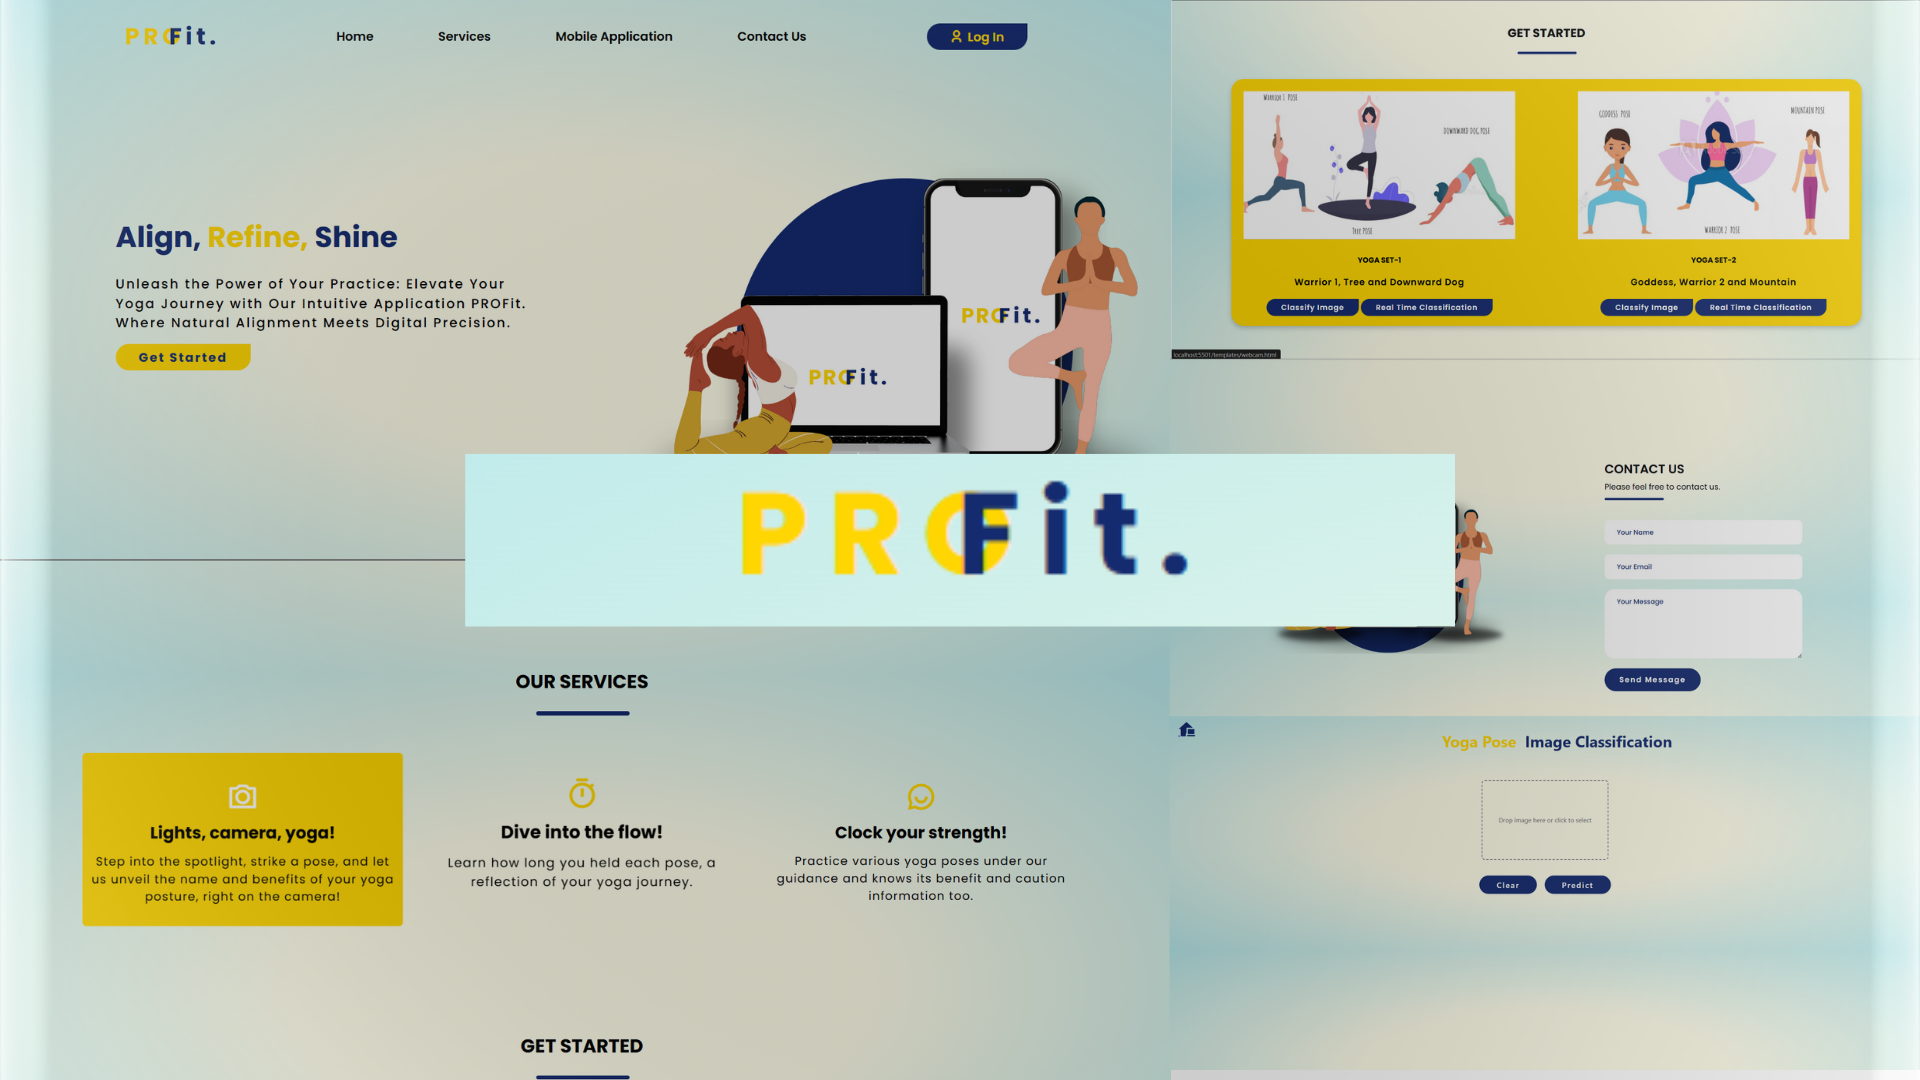 PROFit.
Home
Services
Mobile Application
Contact Us
Log In
Align, Refine, Shine
Unleash the Power of Your Practice: Elevate Your
Yoga Journey with Our Intuitive Application PROFit.
Where Natural Alignment Meets Digital Precision.
Get Started
PROFit.
PROFit.
PROFit.
OUR SERVICES
Lights, camera, yoga!
Step into the spotlight, strike a pose, and let
us unveil the name and benefits of your yoga
posture, right on the camera!
Dive into the flow!
Learn how long you held each pose, a
reflection of your yoga journey.
Clock your strength!
Practice various yoga poses under our
guidance and knows its benefit and caution
information too.
GET STARTED
GET STARTED
WARRIOR 1 POSE
DOWNWARD DOG POSE
TREE POSE
YOGA SET-1
Warrior 1, Tree and Downward Dog
Classify Image
Real Time Classification
GODDESS POSE
MOUNTAIN POSE
WARRIOR 2 POSE
YOGA SET-2
Goddess, Warrior 2 and Mountain
Classify Image
Real Time Classification
localhost:5501/templates/webcam.html
CONTACT US
Please feel free to contact us.
Your Name
Your Email
Your Message
Send Message
Yoga Pose Image Classification
Drop image here or click to select
Clear
Predict